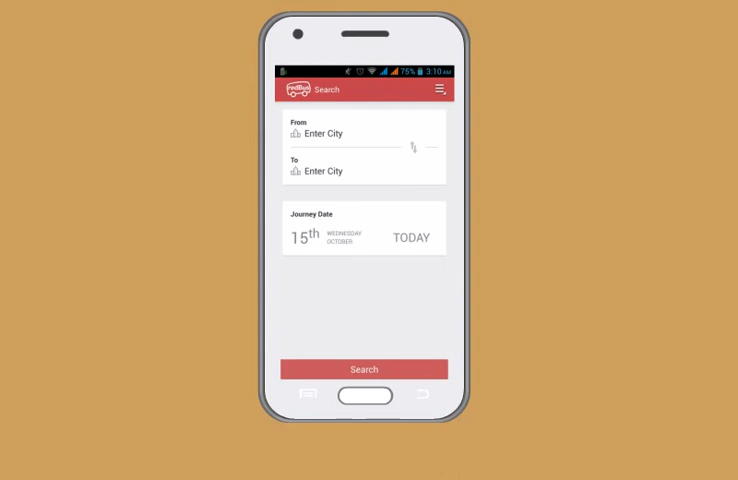 75% 3:10 AM
redBus Search
From
Enter City
To
Enter City
Journey Date
15th WEDNESDAY OCTOBER TODAY
Search